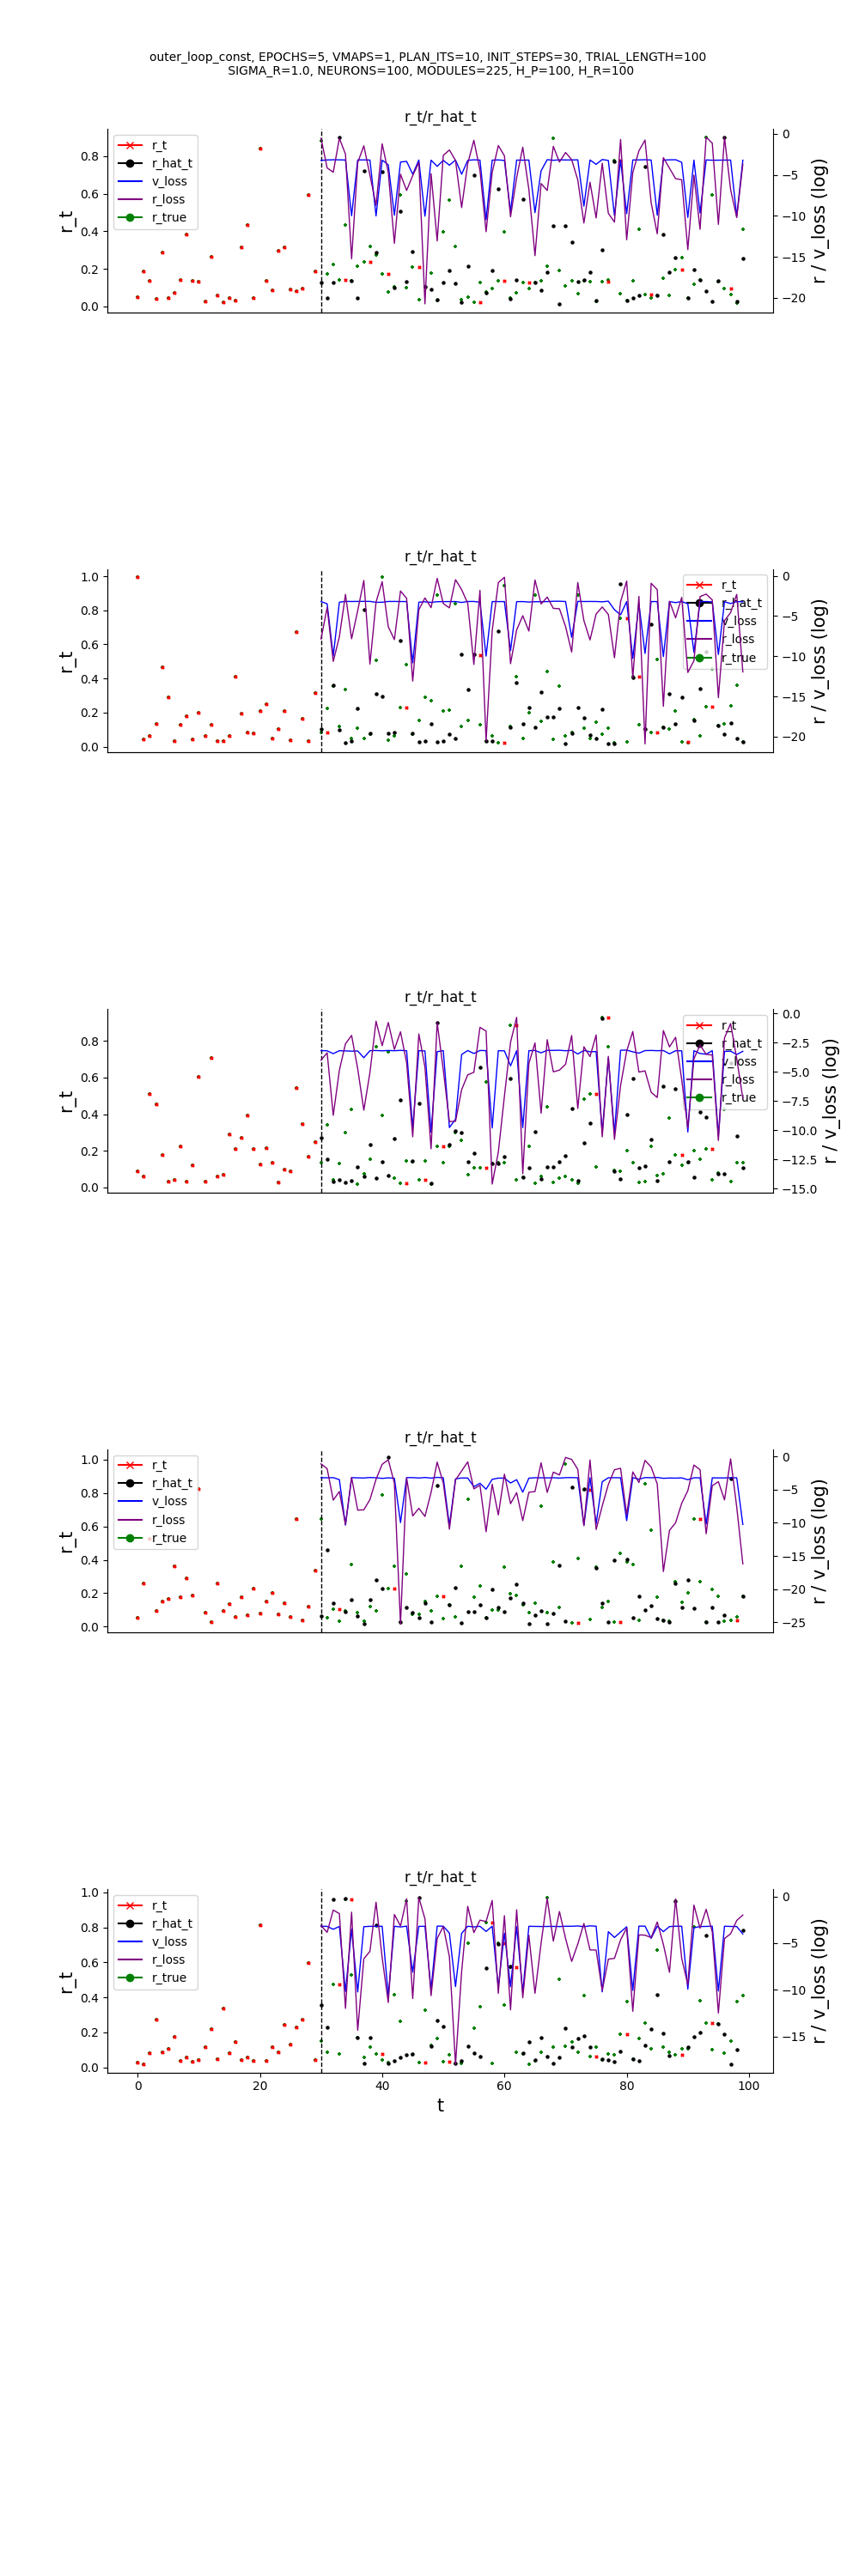 outer_loop_const, EPOCHS=5, VMAPS=1, PLAN_ITS=10, INIT_STEPS=30, TRIAL_LENGTH=100
SIGMA_R=1.0, NEURONS=100, MODULES=225, H_P=100, H_R=100
r_t/r_hat_t
r_t
r_hat_t
v_loss
r_loss
r_true
0.8
0.6
0.4
0.2
0.0
r_t
0
−5
−10
−15
−20
r / v_loss (log)
r_t/r_hat_t
1.0
0.8
0.6
0.4
0.2
0.0
r_t
r_t
r_hat_t
v_loss
r_loss
r_true
0
−5
−10
−15
−20
r / v_loss (log)
r_t/r_hat_t
0.8
0.6
0.4
0.2
0.0
r_t
r_t
r_hat_t
v_loss
r_loss
r_true
0.0
−2.5
−5.0
−7.5
−10.0
−12.5
−15.0
r / v_loss (log)
r_t/r_hat_t
r_t
r_hat_t
v_loss
r_loss
r_true
1.0
0.8
0.6
0.4
0.2
0.0
r_t
0
−5
−10
−15
−20
−25
r / v_loss (log)
r_t/r_hat_t
r_t
r_hat_t
v_loss
r_loss
r_true
1.0
0.8
0.6
0.4
0.2
0.0
r_t
0
−5
−10
−15
r / v_loss (log)
0
20
40
60
80
100
t